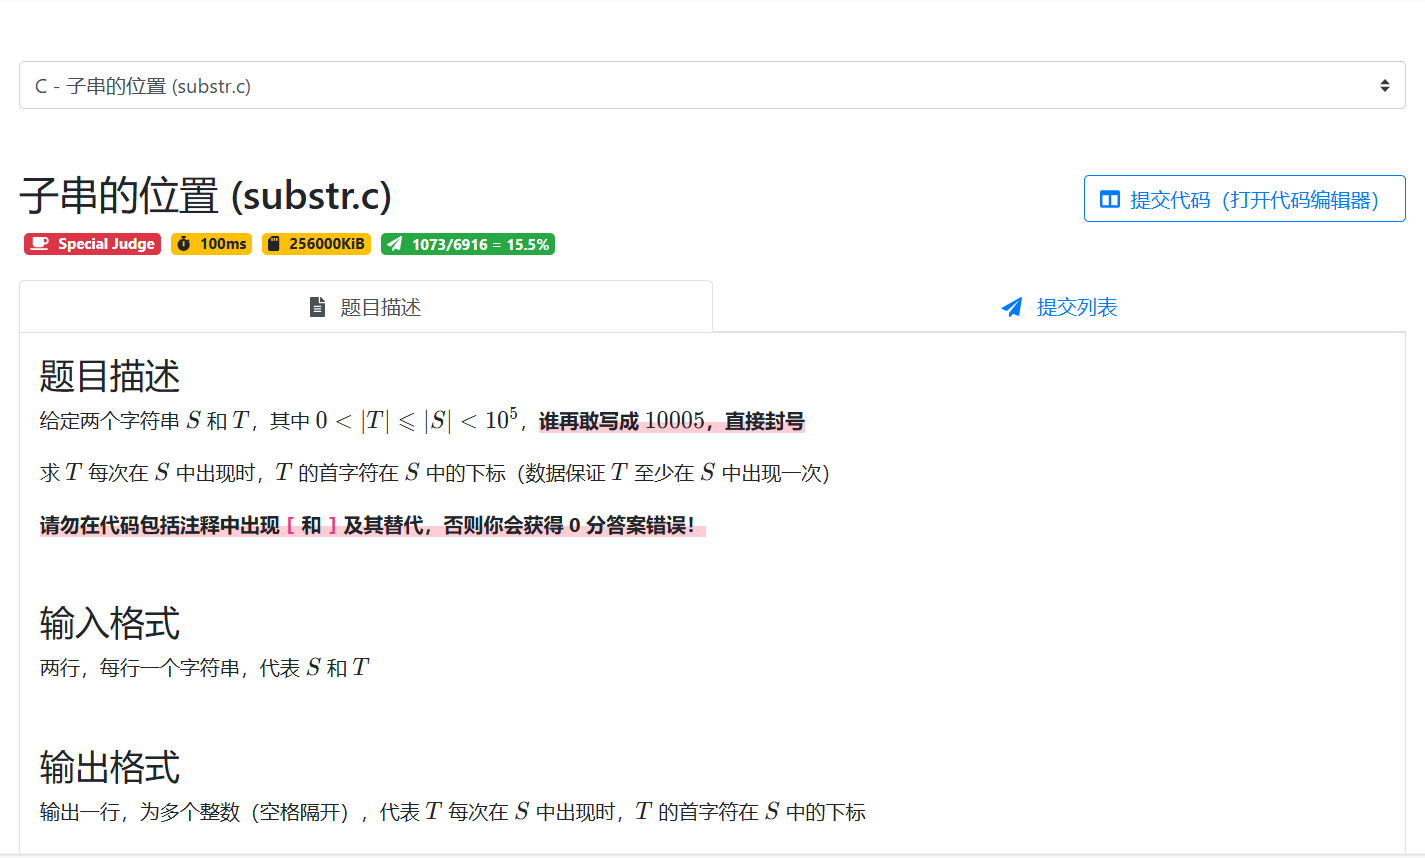 C - 子串的位置 (substr.c)
子串的位置 (substr.c)
提交代码（打开代码编辑器）
Special Judge 100ms 256000KiB 1073/6916 = 15.5%
题目描述 提交列表
题目描述
给定两个字符串 S 和 T，其中 0 < |T| ⩽ |S| < 10⁵，谁再敢写成 10005，直接封号
求 T 每次在 S 中出现时，T 的首字符在 S 中的下标（数据保证 T 至少在 S 中出现一次）
请勿在代码包括注释中出现 [ 和 ] 及其替代，否则你会获得 0 分答案错误！
输入格式
两行，每行一个字符串，代表 S 和 T
输出格式
输出一行，为多个整数（空格隔开），代表 T 每次在 S 中出现时，T 的首字符在 S 中的下标